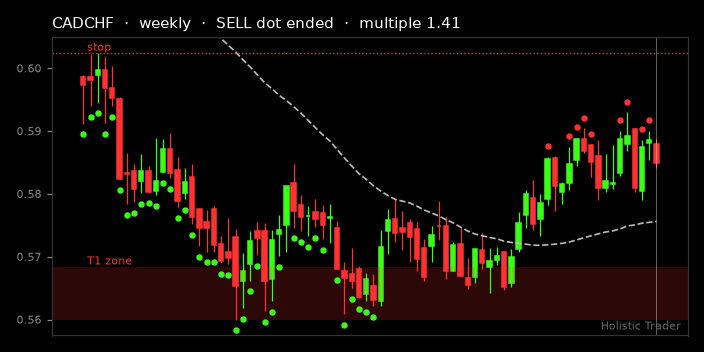 CADCHF · weekly · SELL dot ended · multiple 1.41
stop
0.60
0.59
0.58
0.57
T1 zone
0.56
Holistic Trader